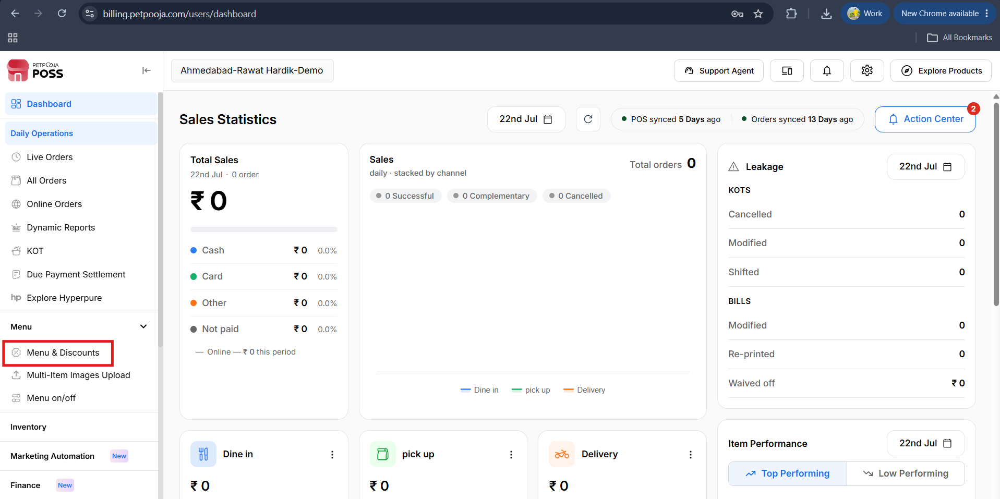 billing.petpooja.com/users/dashboard
Work
New Chrome available
All Bookmarks
PETPOOJA
POSS
Ahmedabad-Rawat Hardik-Demo
Support Agent
Explore Products
Dashboard
Daily Operations
Live Orders
All Orders
Online Orders
Dynamic Reports
KOT
Due Payment Settlement
hp Explore Hyperpure
Menu
Menu & Discounts
Multi-Item Images Upload
Menu on/off
Inventory
Marketing Automation New
Finance New
Sales Statistics
22nd Jul
POS synced 5 Days ago
Orders synced 13 Days ago
Action Center
2
Total Sales
22nd Jul · 0 order
₹ 0
Cash ₹ 0 0.0%
Card ₹ 0 0.0%
Other ₹ 0 0.0%
Not paid ₹ 0 0.0%
— Online — ₹ 0 this period
Sales
daily · stacked by channel
Total orders 0
0 Successful
0 Complementary
0 Cancelled
Dine in
pick up
Delivery
Leakage
22nd Jul
KOTS
Cancelled 0
Modified 0
Shifted 0
BILLS
Modified 0
Re-printed 0
Waived off ₹ 0
Dine in
₹ 0
pick up
₹ 0
Delivery
₹ 0
Item Performance
22nd Jul
Top Performing
Low Performing